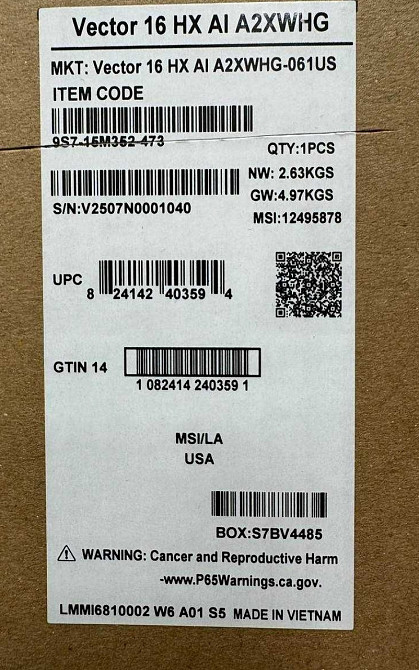 Vector 16 HX AI A2XWHG
MKT: Vector 16 HX AI A2XWHG-061US
ITEM CODE
9S7-15M352-473
QTY:1PCS
NW: 2.63KGS
GW:4.97KGS
S/N:V2507N0001040
MSI:12495878
UPC
8 24142 40359 4
GTIN 14
1 082414 240359 1
MSI/LA
USA
BOX:S7BV4485
⚠ WARNING: Cancer and Reproductive Harm
-www.P65Warnings.ca.gov.
LMMI6810002 W6 A01 S5 MADE IN VIETNAM